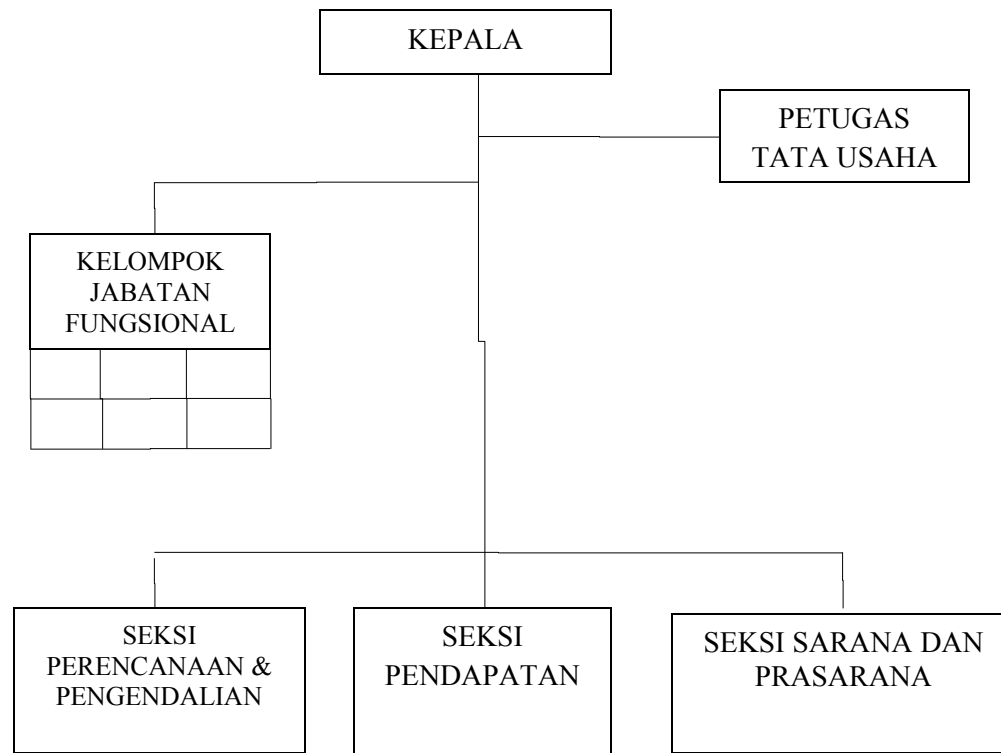 KEPALA
PETUGAS
TATA USAHA
KELOMPOK
JABATAN
FUNGSIONAL
SEKSI
PERENCANAAN &
PENGENDALIAN
SEKSI
PENDAPATAN
SEKSI SARANA DAN
PRASARANA